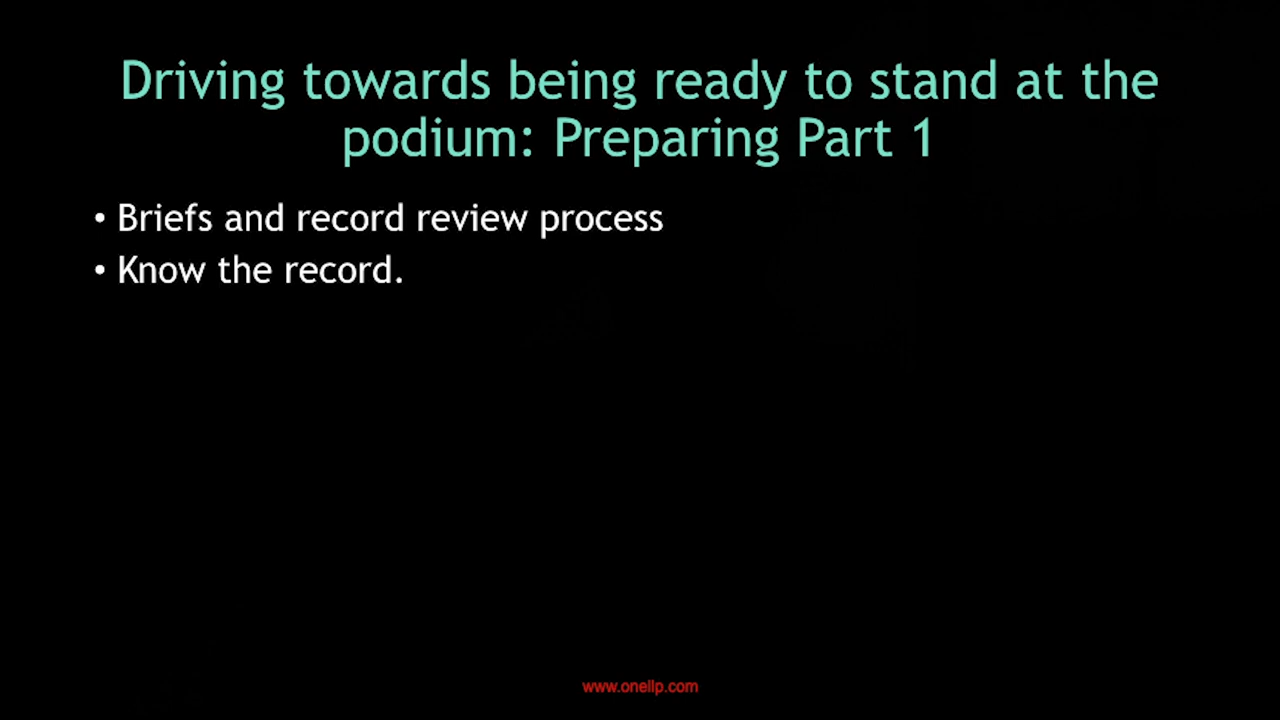 Driving towards being ready to stand at the
podium: Preparing Part 1
• Briefs and record review process
• Know the record.
www.onellp.com